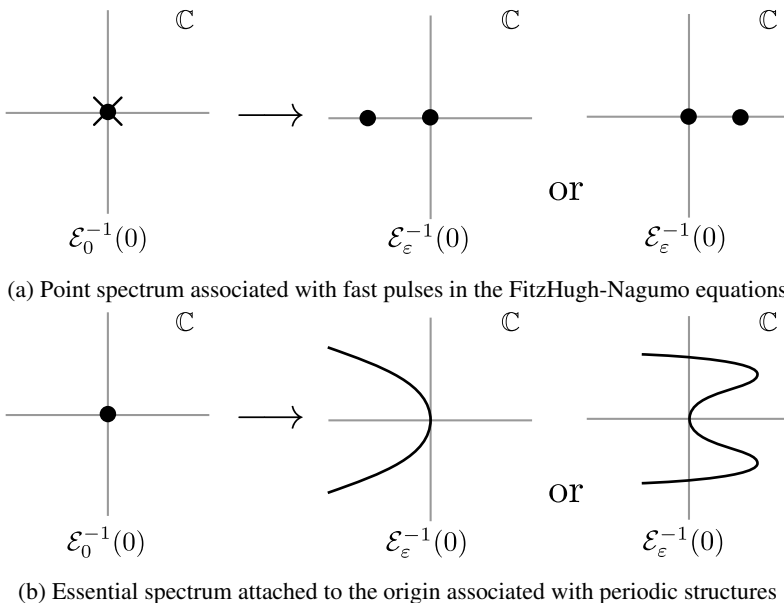 ℂ ℂ ℂ
or
ℰ₀⁻¹(0) ℰ_ε⁻¹(0) ℰ_ε⁻¹(0)
(a) Point spectrum associated with fast pulses in the FitzHugh-Nagumo equations
ℂ ℂ ℂ
or
ℰ₀⁻¹(0) ℰ_ε⁻¹(0) ℰ_ε⁻¹(0)
(b) Essential spectrum attached to the origin associated with periodic structures